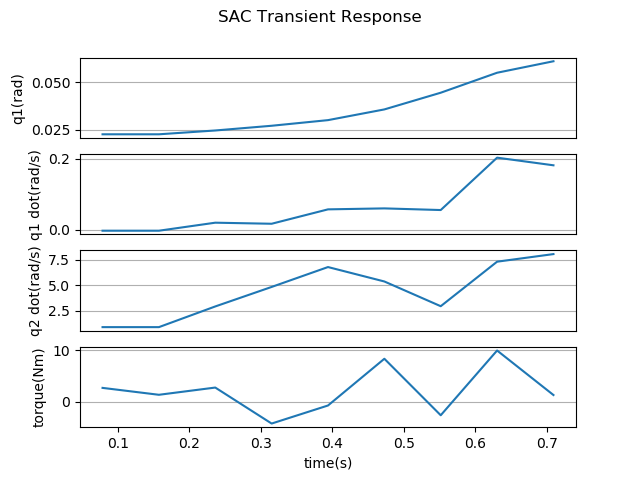 SAC Transient Response
q1(rad)
0.050
0.025
q1 dot(rad/s)
0.2
0.0
q2 dot(rad/s)
7.5
5.0
2.5
torque(Nm)
10
0
0.1 0.2 0.3 0.4 0.5 0.6 0.7
time(s)